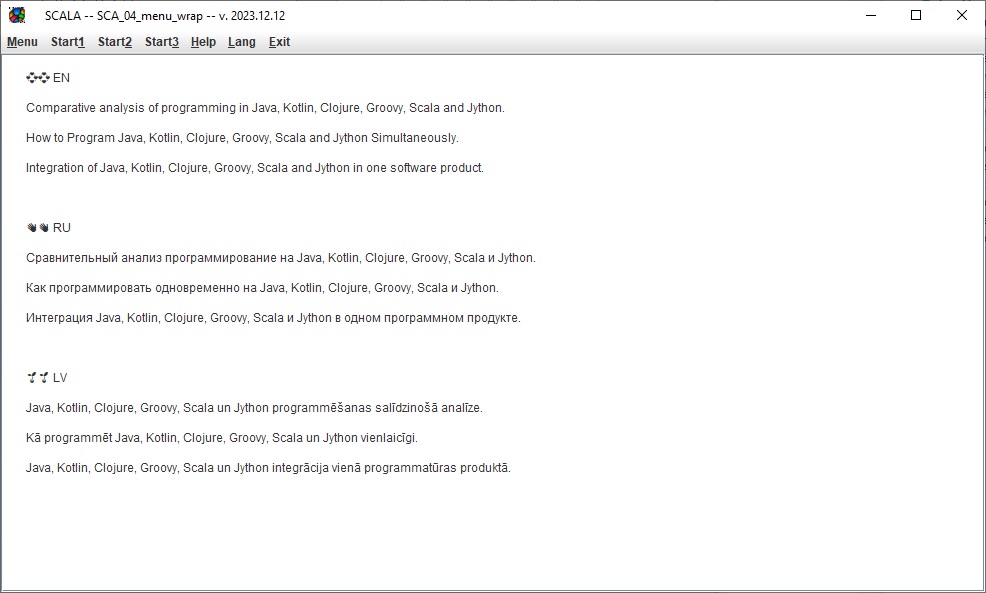 SCALA -- SCA_04_menu_wrap -- v. 2023.12.12
Menu Start1 Start2 Start3 Help Lang Exit
EN
Comparative analysis of programming in Java, Kotlin, Clojure, Groovy, Scala and Jython.
How to Program Java, Kotlin, Clojure, Groovy, Scala and Jython Simultaneously.
Integration of Java, Kotlin, Clojure, Groovy, Scala and Jython in one software product.
RU
Сравнительный анализ программирование на Java, Kotlin, Clojure, Groovy, Scala и Jython.
Как программировать одновременно на Java, Kotlin, Clojure, Groovy, Scala и Jython.
Интеграция Java, Kotlin, Clojure, Groovy, Scala и Jython в одном программном продукте.
LV
Java, Kotlin, Clojure, Groovy, Scala un Jython programmēšanas salīdzinošā analīze.
Kā programmēt Java, Kotlin, Clojure, Groovy, Scala un Jython vienlaicīgi.
Java, Kotlin, Clojure, Groovy, Scala un Jython integrācija vienā programmatūras produktā.